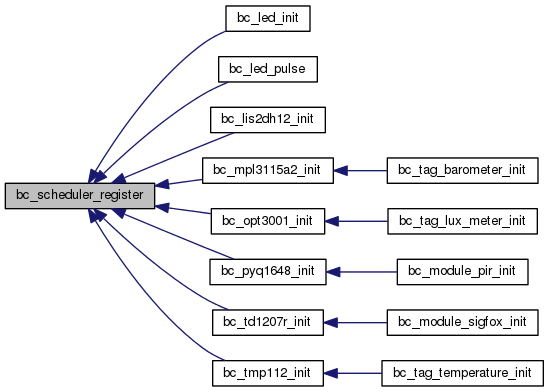 bc_led_init
bc_led_pulse
bc_lis2dh12_init
bc_mpl3115a2_init
bc_tag_barometer_init
bc_scheduler_register
bc_opt3001_init
bc_tag_lux_meter_init
bc_pyq1648_init
bc_module_pir_init
bc_td1207r_init
bc_module_sigfox_init
bc_tmp112_init
bc_tag_temperature_init